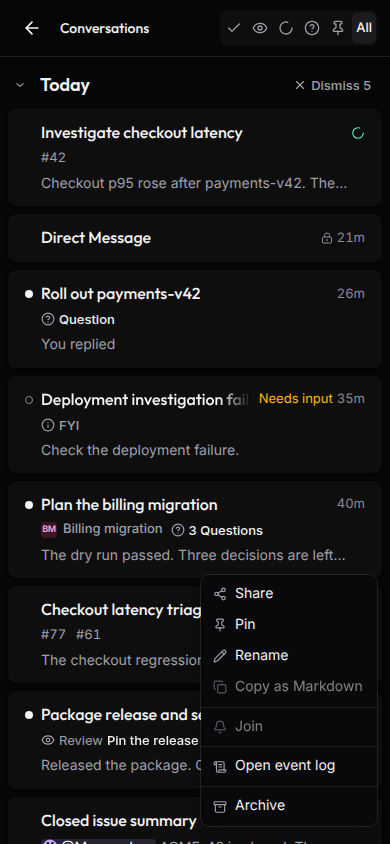 Conversations
All
Today
Dismiss 5
Investigate checkout latency
#42
Checkout p95 rose after payments-v42. The...
Direct Message
21m
Roll out payments-v42
26m
Question
You replied
Deployment investigation fail
Needs input 35m
FYI
Check the deployment failure.
Plan the billing migration
40m
BM Billing migration 3 Questions
The dry run passed. Three decisions are left...
Checkout latency triag
#77 #61
The checkout regression
Package release and se
Review Pin the release
Released the package.
Closed issue summary
Share
Pin
Rename
Copy as Markdown
Join
Open event log
Archive